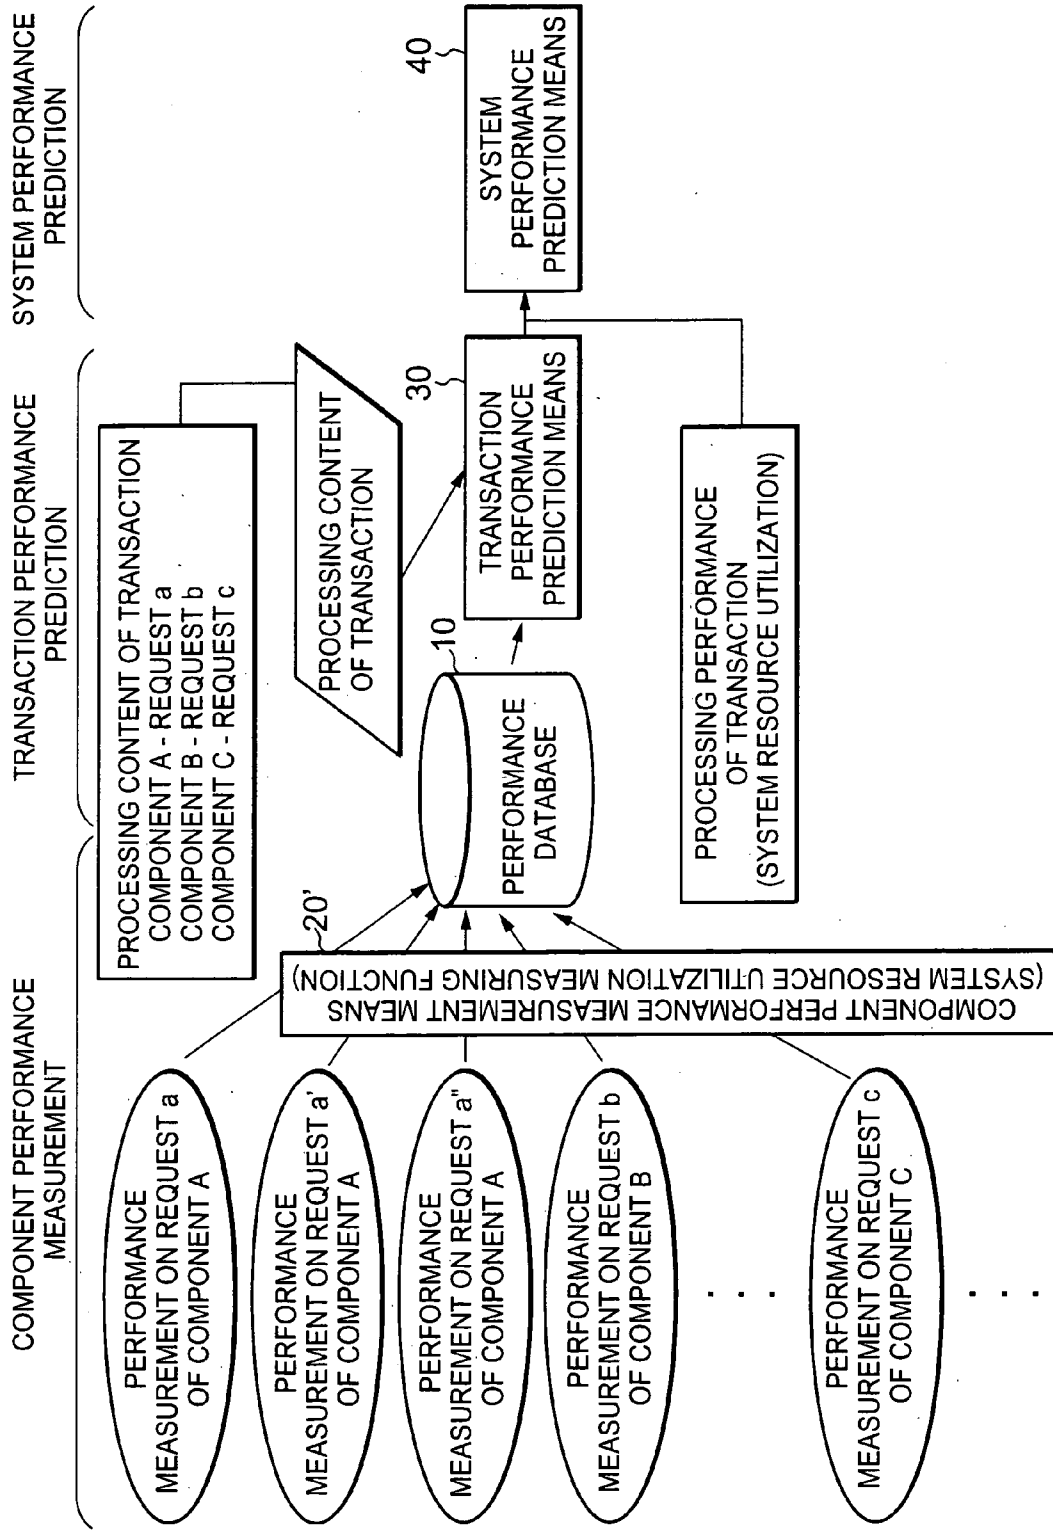 COMPONENT PERFORMANCE
MEASUREMENT
TRANSACTION PERFORMANCE
PREDICTION
SYSTEM PERFORMANCE
PREDICTION
PERFORMANCE
MEASUREMENT ON REQUEST a
OF COMPONENT A
PERFORMANCE
MEASUREMENT ON REQUEST a'
OF COMPONENT A
PERFORMANCE
MEASUREMENT ON REQUEST a"
OF COMPONENT A
PERFORMANCE
MEASUREMENT ON REQUEST b
OF COMPONENT B
. . .
PERFORMANCE
MEASUREMENT ON REQUEST c
OF COMPONENT C
. . .
20'
COMPONENT PERFORMANCE MEASUREMENT MEANS
(SYSTEM RESOURCE UTILIZATION MEASURING FUNCTION)
PROCESSING CONTENT OF TRANSACTION
COMPONENT A - REQUEST a
COMPONENT B - REQUEST b
COMPONENT C - REQUEST c
PROCESSING CONTENT
OF TRANSACTION
10
PERFORMANCE
DATABASE
30
TRANSACTION
PERFORMANCE
PREDICTION MEANS
PROCESSING PERFORMANCE
OF TRANSACTION
(SYSTEM RESOURCE UTILIZATION)
40
SYSTEM
PERFORMANCE
PREDICTION MEANS